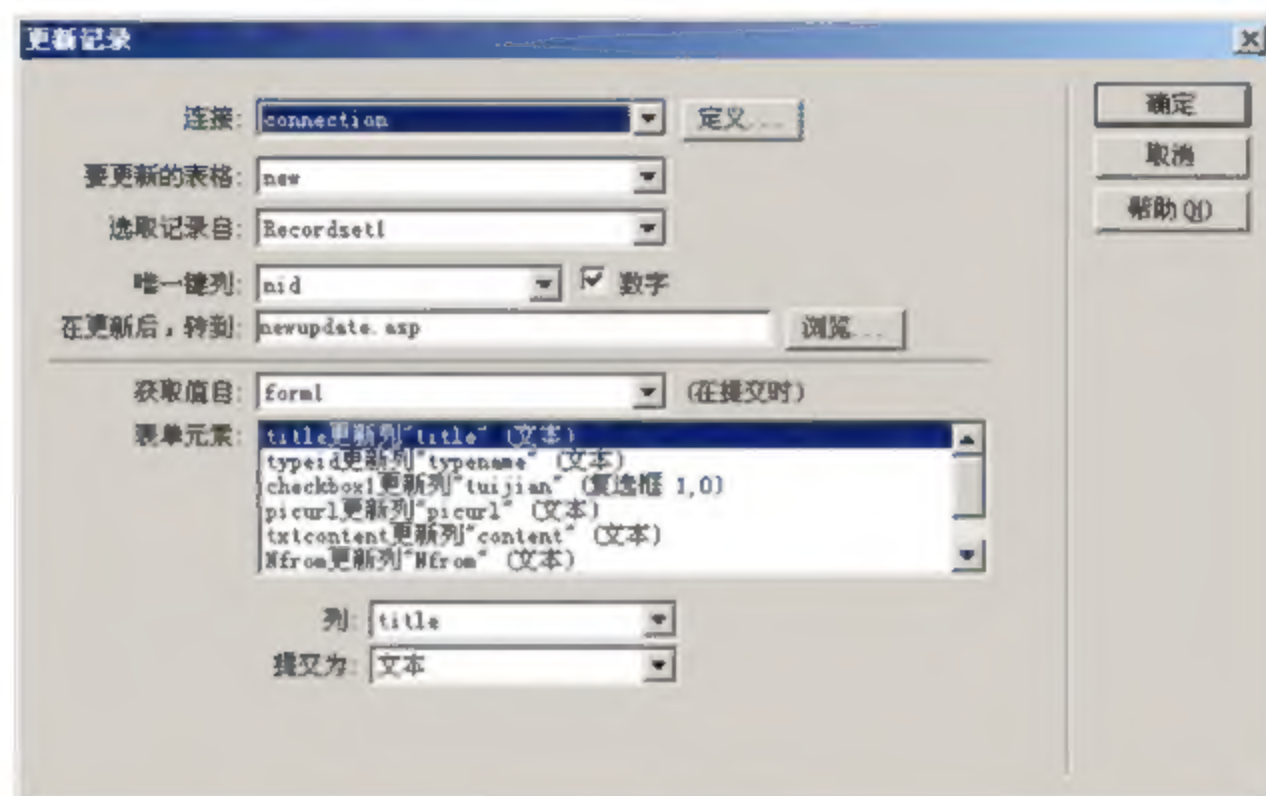 更新记录
连接: connection 定义...
要更新的表格: new
选取记录自: Recordset1
唯一键列: nid 数字
在更新后，转到: newupdate.asp 浏览...
获取值自: form1 (在提交时)
表单元素: title更新列"title" (文本)
typeid更新列"typename" (文本)
checkbox1更新列"tuijian" (复选框 1,0)
picurl更新列"picurl" (文本)
txtcontent更新列"content" (文本)
Nfrom更新列"Nfrom" (文本)
列: title
提交为: 文本
确定
取消
帮助(H)